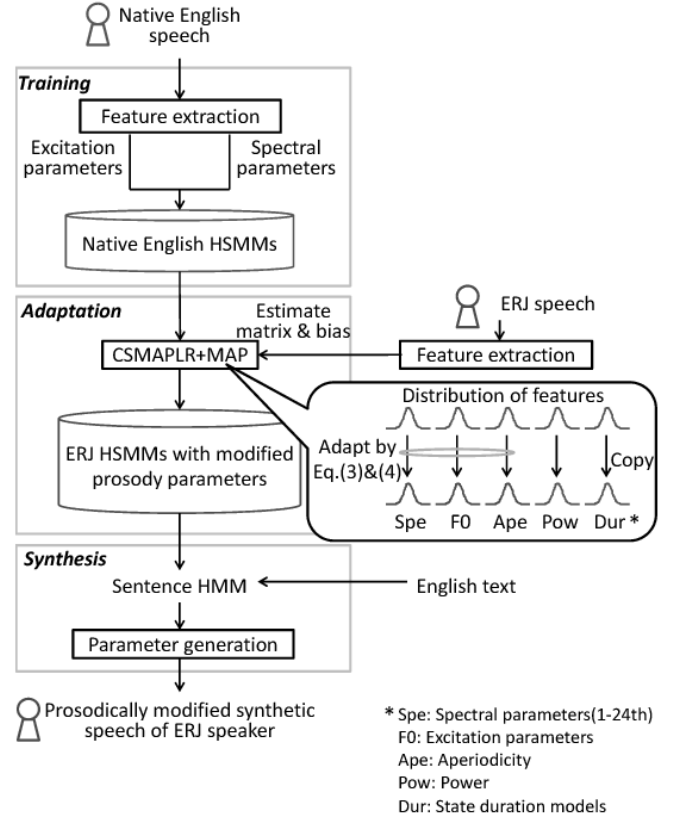 Native English
speech
Training
Feature extraction
Excitation
parameters
Spectral
parameters
Native English HSMMs
Adaptation
Estimate
matrix & bias
ERJ speech
CSMAPLR+MAP
Feature extraction
Distribution of features
ERJ HSMMs with modified
prosody parameters
Adapt by
Eq.(3)&(4)
Copy
Spe F0 Ape Pow Dur *
Synthesis
Sentence HMM
English text
Parameter generation
Prosodically modified synthetic
speech of ERJ speaker
* Spe: Spectral parameters(1-24th)
F0: Excitation parameters
Ape: Aperiodicity
Pow: Power
Dur: State duration models